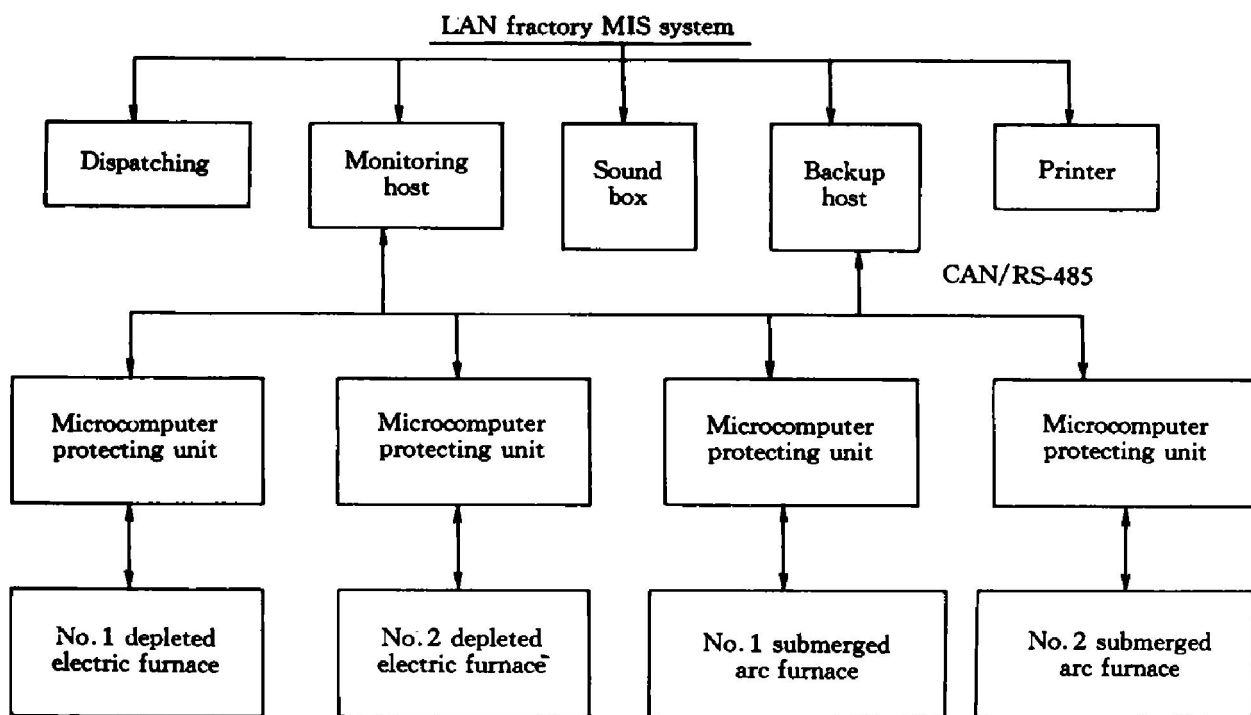 LAN fractory MIS system
Dispatching
Monitoring
host
Sound
box
Backup
host
Printer
CAN/RS-485
Microcomputer
protecting unit
Microcomputer
protecting unit
Microcomputer
protecting unit
Microcomputer
protecting unit
No. 1 depleted
electric furnace
No. 2 depleted
electric furnace
No. 1 submerged
arc furnace
No. 2 submerged
arc furnace